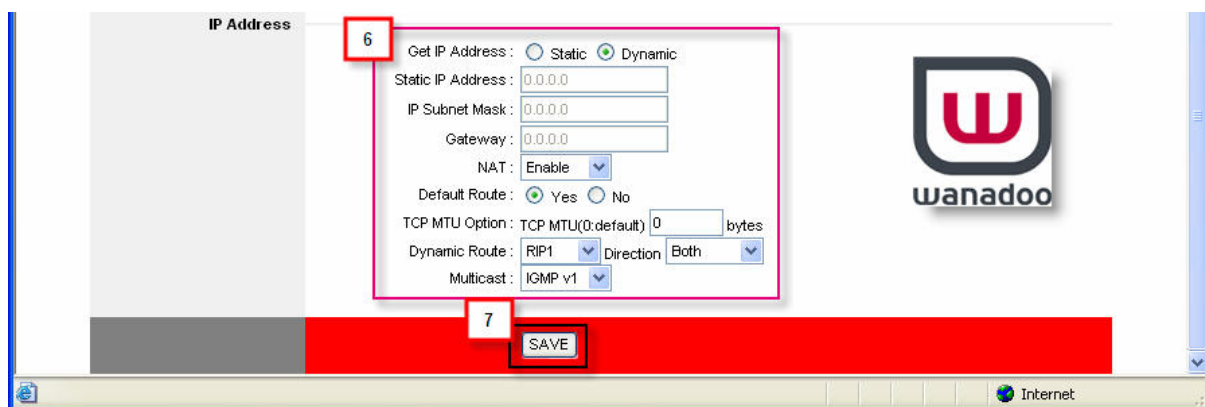 IP Address
6
Get IP Address : Static Dynamic
Static IP Address : 0.0.0.0
IP Subnet Mask : 0.0.0.0
Gateway : 0.0.0.0
NAT : Enable
Default Route : Yes No
TCP MTU Option : TCP MTU(0:default) 0 bytes
Dynamic Route : RIP1 Direction Both
Multicast : IGMP v1
wanadoo
7
SAVE
Internet